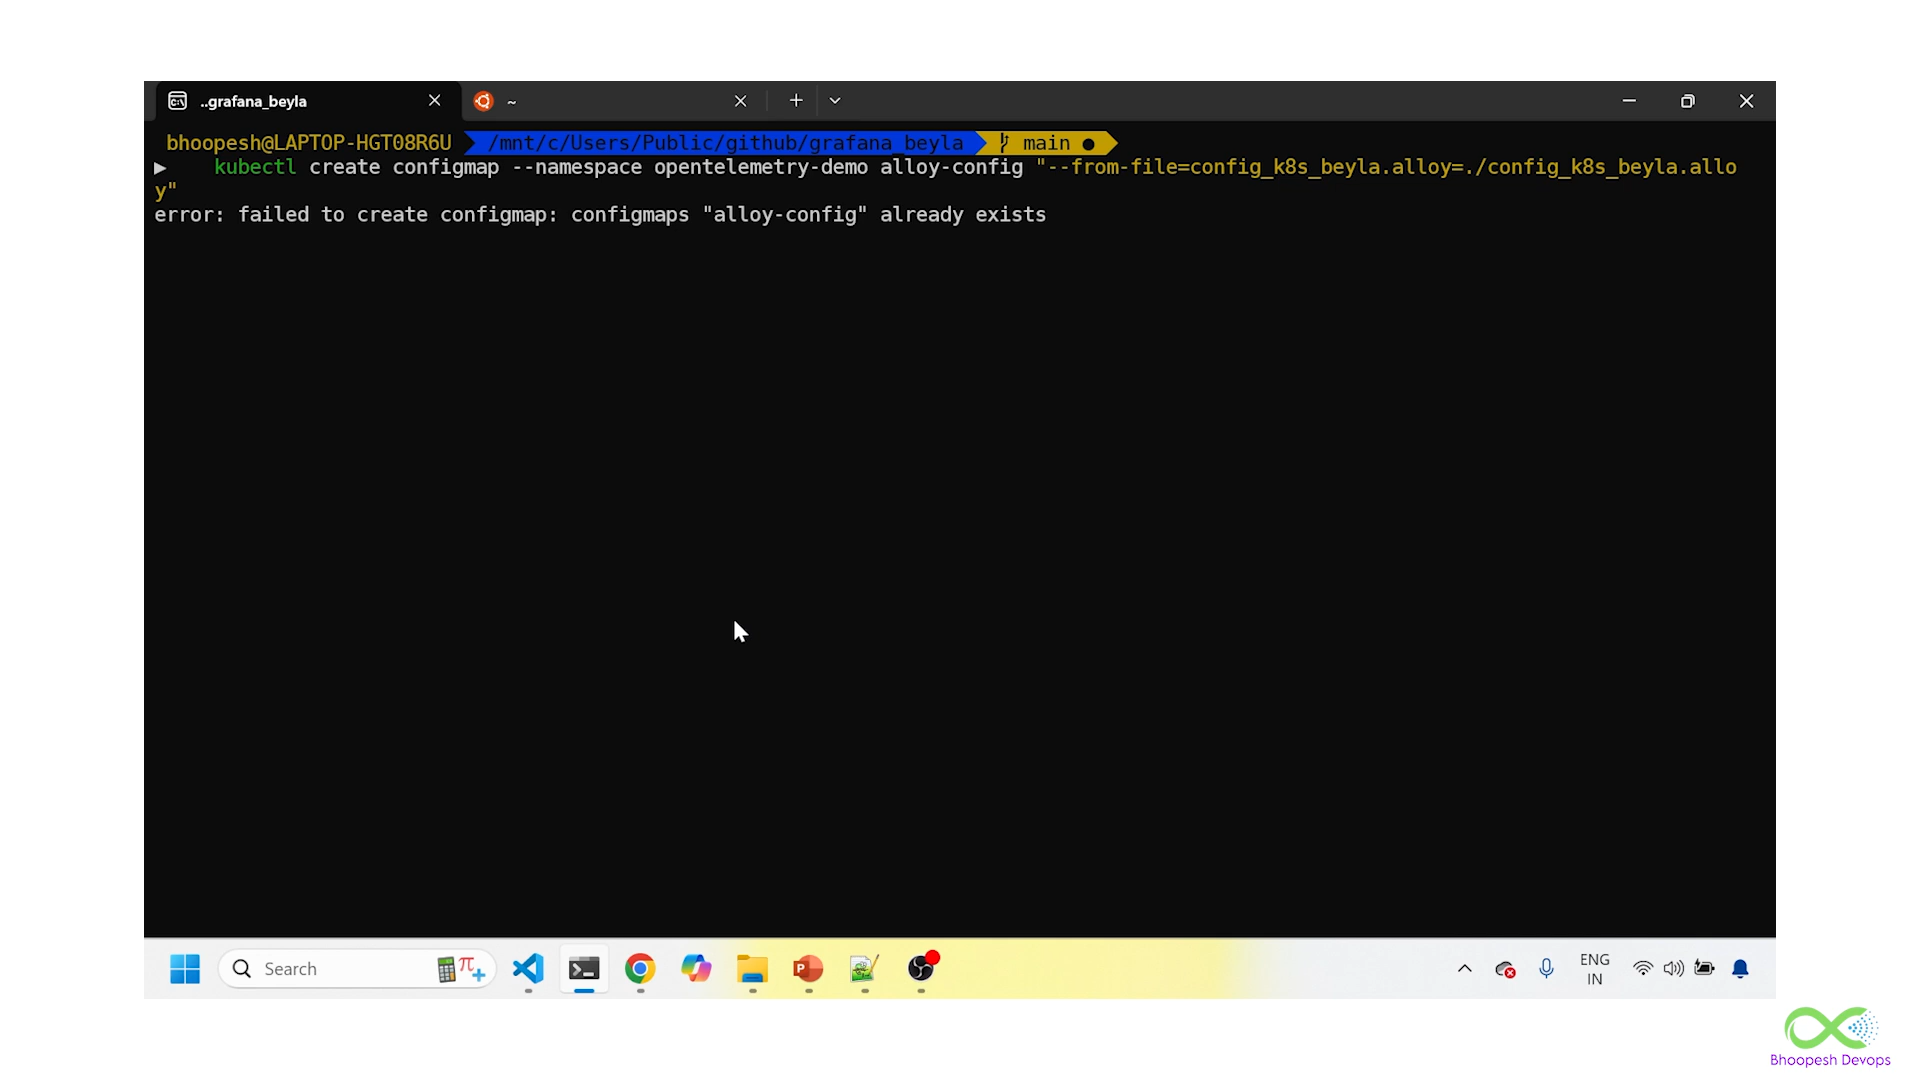 ..grafana_beyla
~
bhoopesh@LAPTOP-HGT08R6U /mnt/c/Users/Public/github/grafana_beyla main ●
▶ kubectl create configmap --namespace opentelemetry-demo alloy-config "--from-file=config_k8s_beyla.alloy=./config_k8s_beyla.allo
y"
error: failed to create configmap: configmaps "alloy-config" already exists
Search
ENG
IN
Bhoopesh Devops